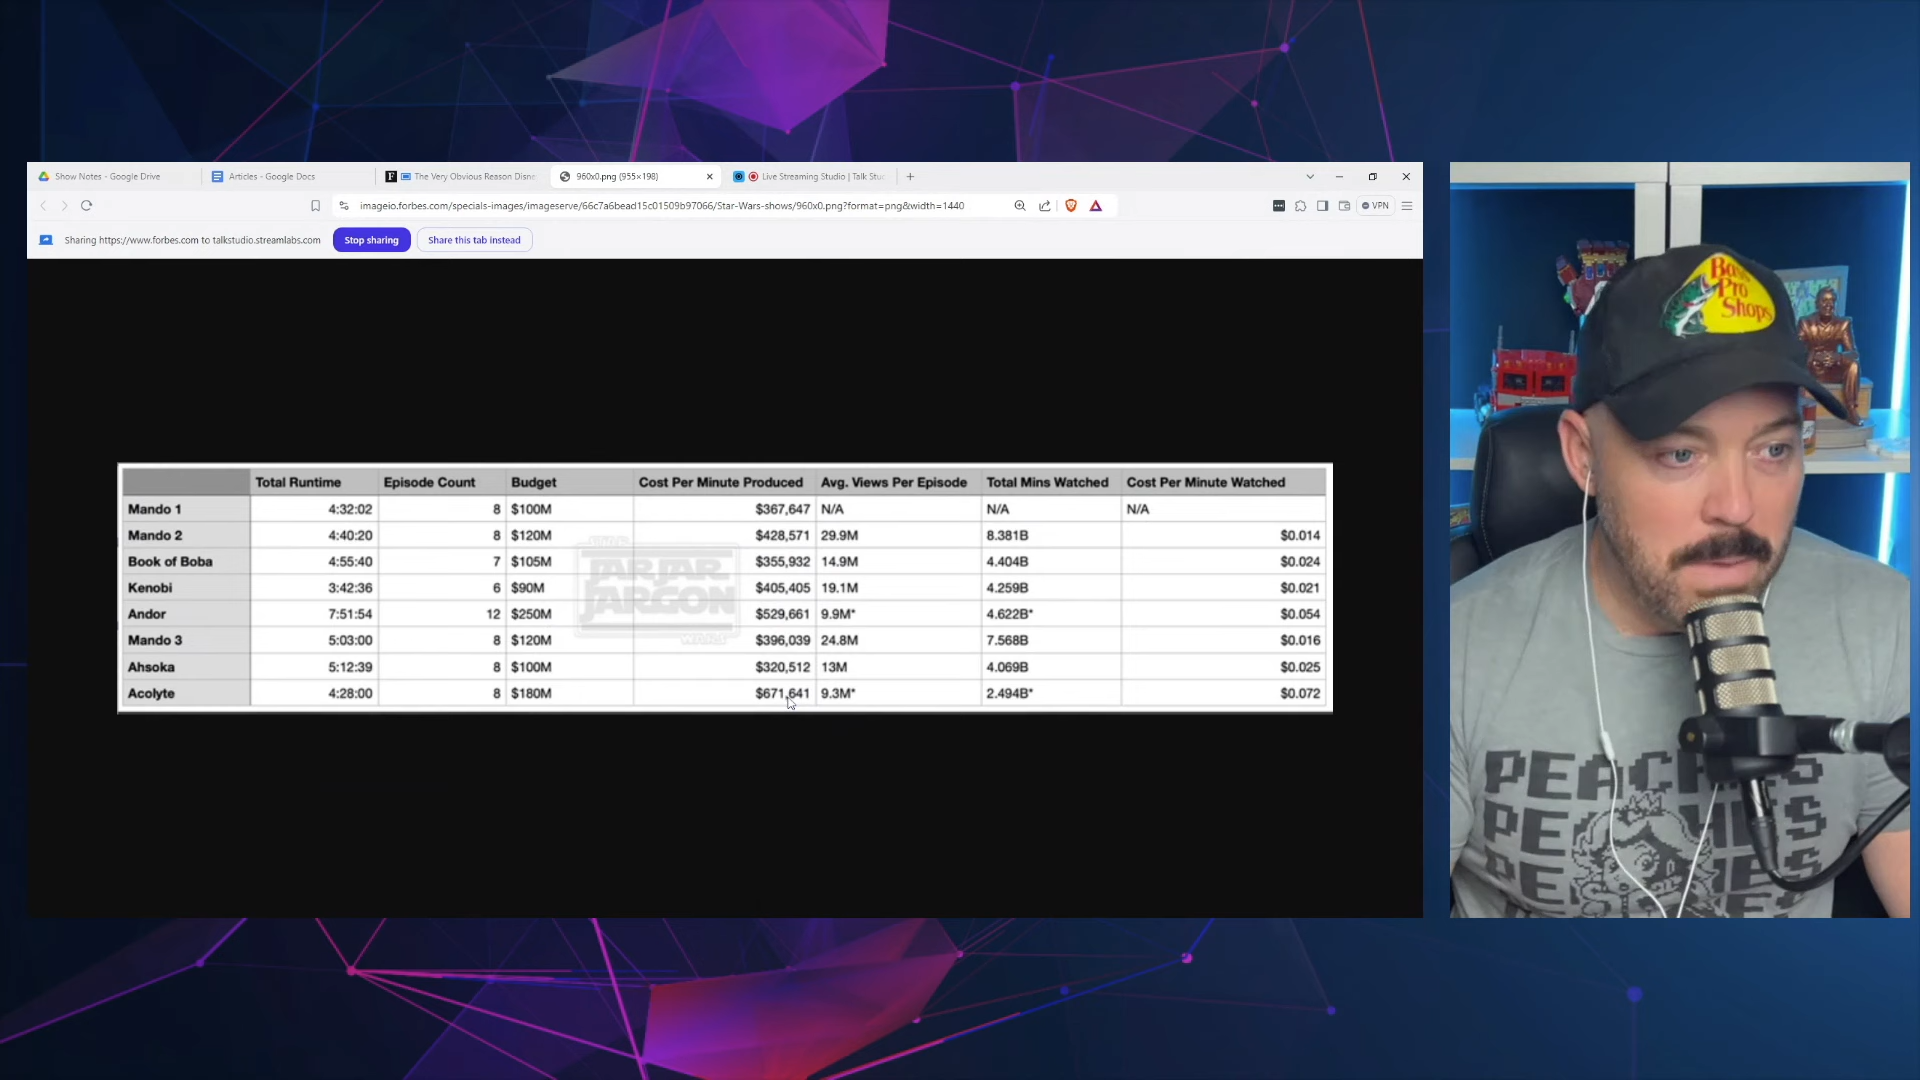 Show Notes - Google Drive
Articles - Google Docs
The Very Obvious Reason Disne
960x0.png (955×198)
Live Streaming Studio | Talk Stu
imageio.forbes.com/specials-images/imageserve/66c7a6bead15c01509b97066/Star-Wars-shows/960x0.png?format=png&width=1440
VPN
Sharing https://www.forbes.com to talkstudio.streamlabs.com
Stop sharing
Share this tab instead
Total Runtime Episode Count Budget Cost Per Minute Produced Avg. Views Per Episode Total Mins Watched Cost Per Minute Watched
Mando 1 4:32:02 8 $100M $367,647 N/A N/A N/A
Mando 2 4:40:20 8 $120M $428,571 29.9M 8.381B $0.014
Book of Boba 4:55:40 7 $105M $355,932 14.9M 4.404B $0.024
Kenobi 3:42:36 6 $90M $405,405 19.1M 4.259B $0.021
Andor 7:51:54 12 $250M $529,661 9.9M* 4.622B* $0.054
Mando 3 5:03:00 8 $120M $396,039 24.8M 7.568B $0.016
Ahsoka 5:12:39 8 $100M $320,512 13M 4.069B $0.025
Acolyte 4:28:00 8 $180M $671,641 9.3M* 2.494B* $0.072
STAR
JARJAR
JARGON
WARS
Bass
Pro
Shops